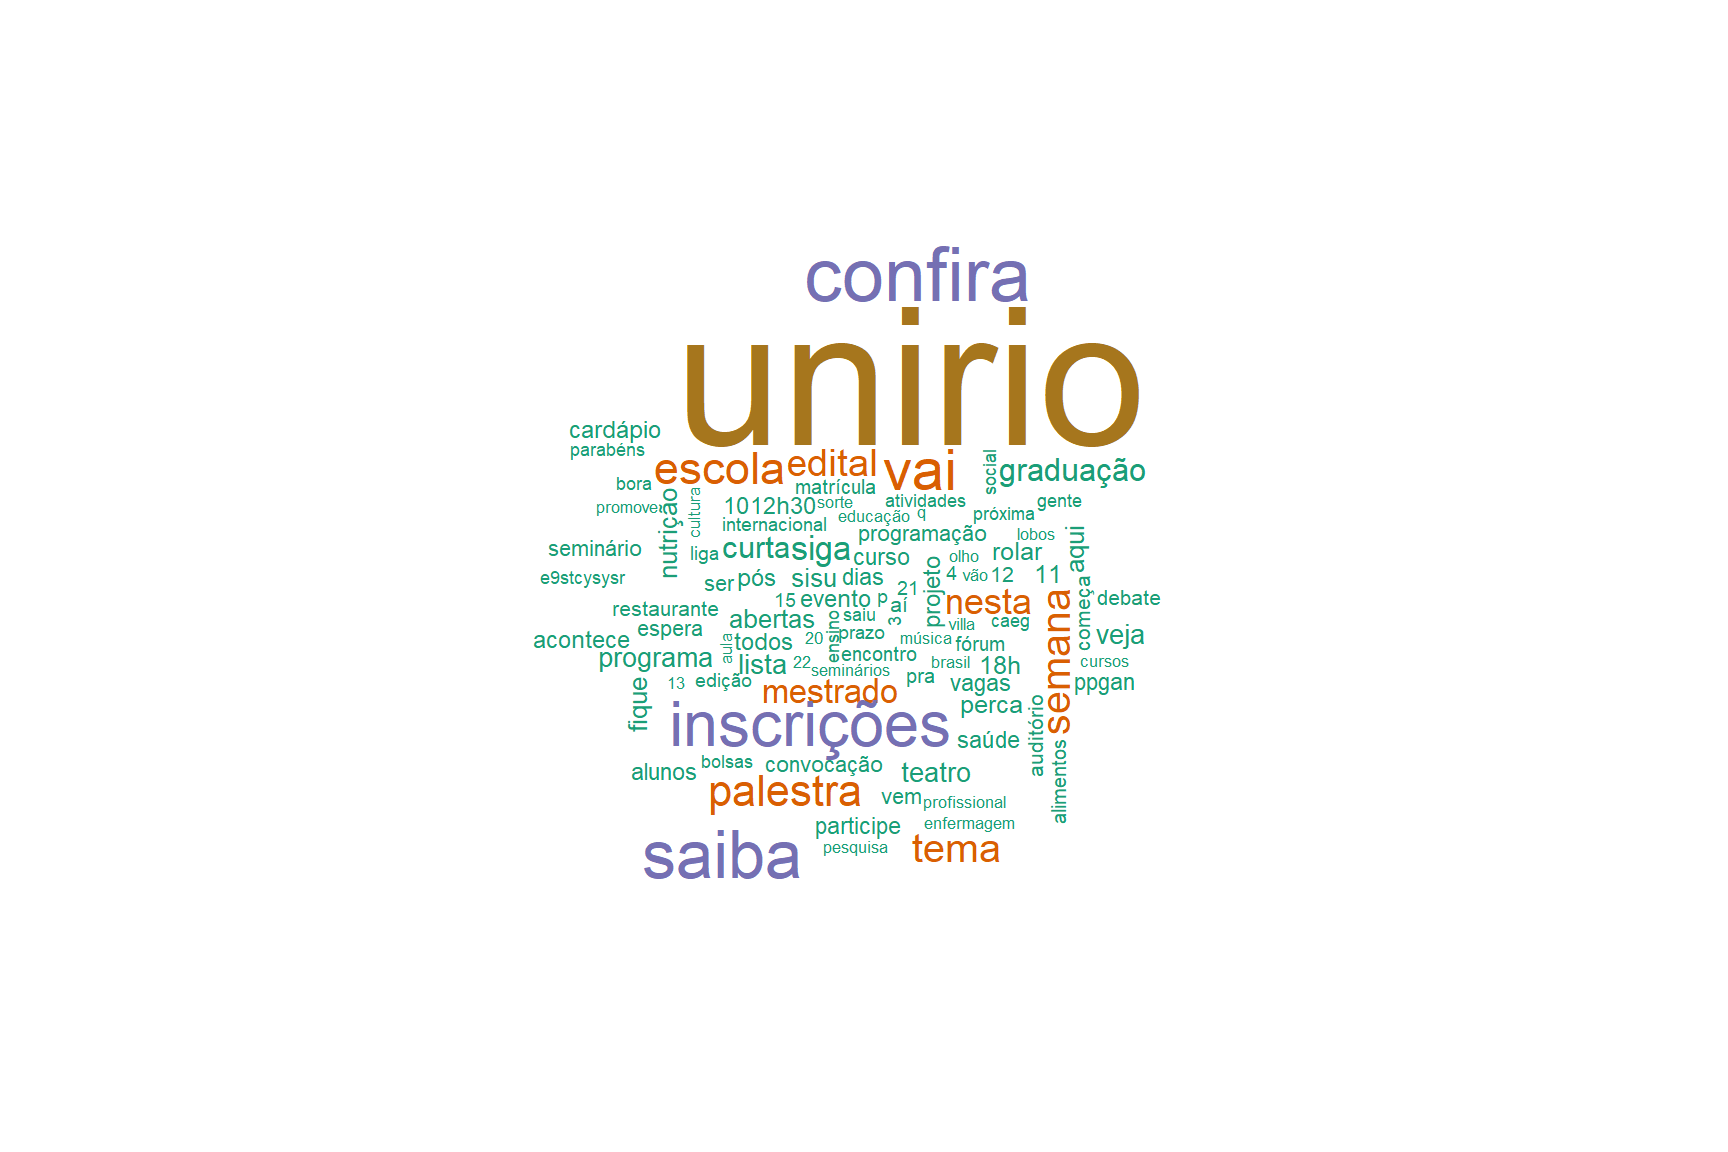 confira
unirio
cardápio
parabéns
escola
edital
vai
graduação
social
bora
matrícula
atividades
gente
promove
nutrição
cultura
10
12h30
sorte
educação
q
próxima
internacional
programação
lobos
aqui
seminário
liga
curta
siga
curso
olho
rolar
e9stcysysr
ser
pós
sisu
dias
21
projeto
4
vão
12
11
começa
restaurante
15
evento
p
aí
nesta
semana
debate
espera
abertas
saiu
3
villa
caeg
acontece
aula
todos
20
ensino
prazo
música
fórum
veja
programa
lista
22
encontro
seminários
brasil
18h
cursos
fique
13
edição
mestrado
pra
vagas
ppgan
inscrições
perca
saúde
auditório
alimentos
alunos
bolsas
convocação
teatro
palestra
vem
profissional
participe
enfermagem
saiba
pesquisa
tema